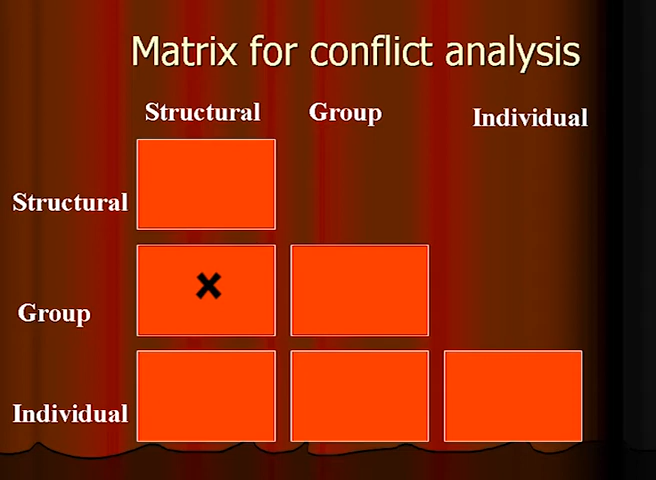 Matrix for conflict analysis
Structural Group Individual
Structural
Group
Individual